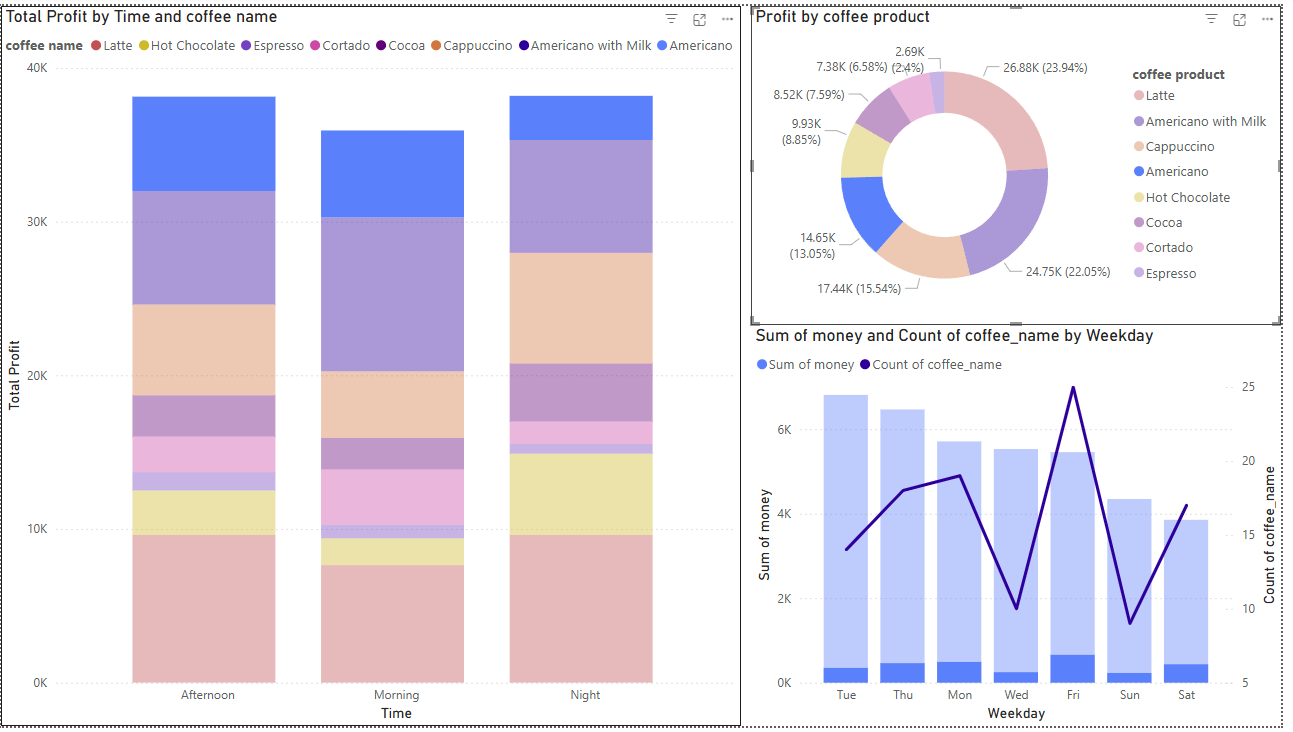 Total Profit by Time and coffee name
coffee name Latte Hot Chocolate Espresso Cortado Cocoa Cappuccino Americano with Milk Americano
40K
30K
20K
10K
0K
Total Profit
Afternoon Morning Night
Time
Profit by coffee product
2.69K
(2.4%)
7.38K (6.58%)
8.52K (7.59%)
9.93K
(8.85%)
14.65K
(13.05%)
17.44K (15.54%)
24.75K (22.05%)
26.88K (23.94%)
coffee product
Latte
Americano with Milk
Cappuccino
Americano
Hot Chocolate
Cocoa
Cortado
Espresso
Sum of money and Count of coffee_name by Weekday
Sum of money Count of coffee_name
6K
4K
2K
0K
Sum of money
25
20
15
10
5
Count of coffee_name
Tue Thu Mon Wed Fri Sun Sat
Weekday